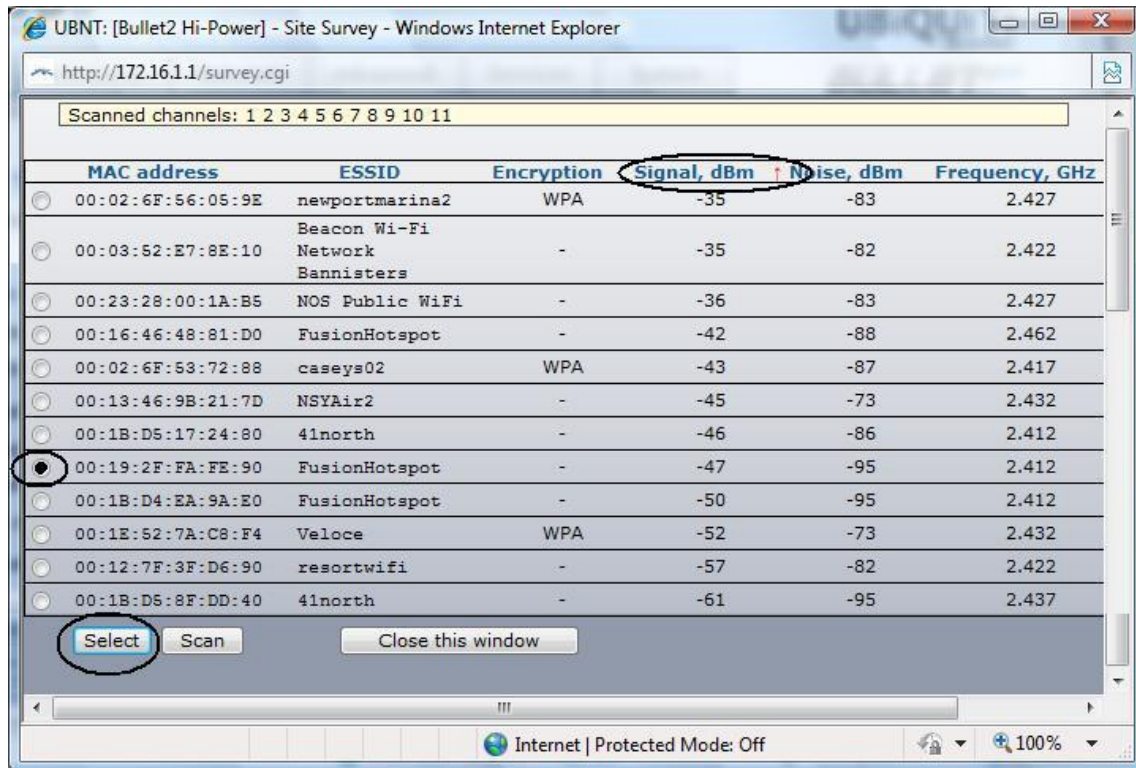 UBNT: [Bullet2 Hi-Power] - Site Survey - Windows Internet Explorer
http://172.16.1.1/survey.cgi
Scanned channels: 1 2 3 4 5 6 7 8 9 10 11
MAC address ESSID Encryption Signal, dBm ↑ Noise, dBm Frequency, GHz
00:02:6F:56:05:9E newportmarina2 WPA -35 -83 2.427
Beacon Wi-Fi
00:03:52:E7:8E:10 Network - -35 -82 2.422
Bannisters
00:23:28:00:1A:B5 NOS Public WiFi - -36 -83 2.427
00:16:46:48:81:D0 FusionHotspot - -42 -88 2.462
00:02:6F:53:72:88 caseys02 WPA -43 -87 2.417
00:13:46:9B:21:7D NSYAir2 - -45 -73 2.432
00:1B:D5:17:24:80 41north - -46 -86 2.412
00:19:2F:FA:FE:90 FusionHotspot - -47 -95 2.412
00:1B:D4:EA:9A:E0 FusionHotspot - -50 -95 2.412
00:1E:52:7A:C8:F4 Veloce WPA -52 -73 2.432
00:12:7F:3F:D6:90 resortwifi - -57 -82 2.422
00:1B:D5:8F:DD:40 41north - -61 -95 2.437
Select Scan Close this window
Internet | Protected Mode: Off 100%